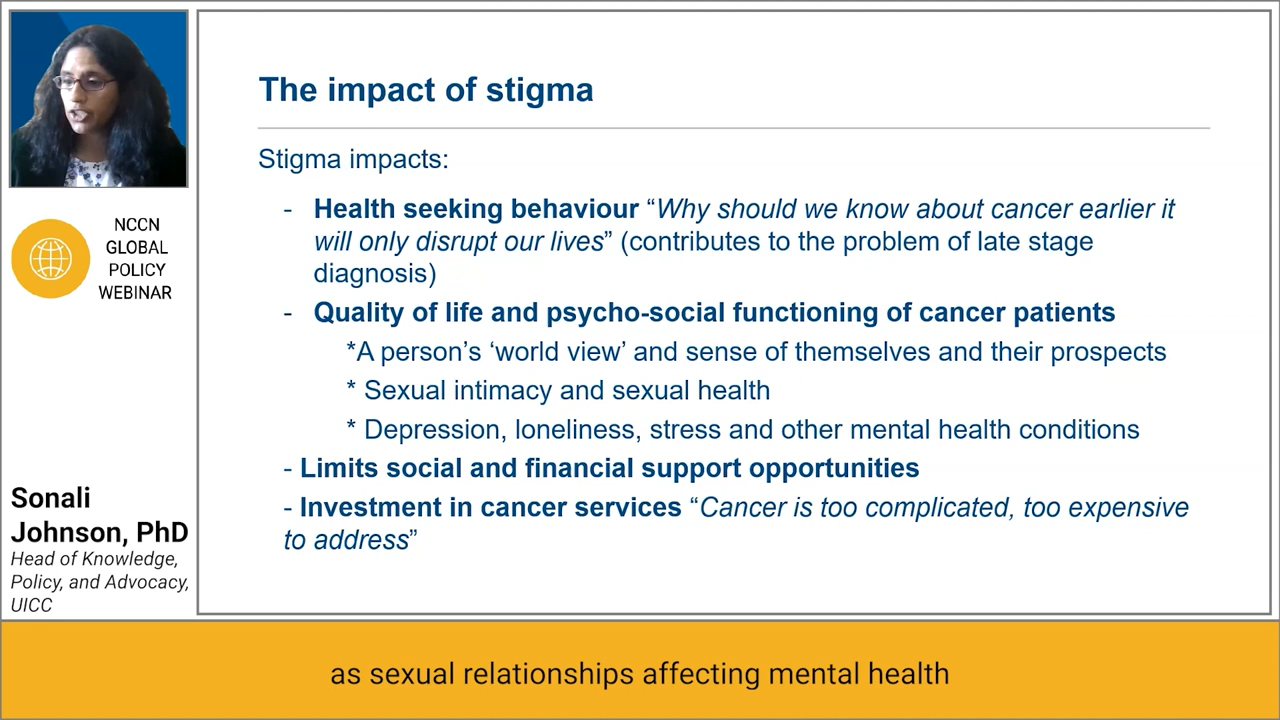 NCCN
GLOBAL
POLICY
WEBINAR
Sonali
Johnson, PhD
Head of Knowledge,
Policy, and Advocacy,
UICC
The impact of stigma
Stigma impacts:
- Health seeking behaviour “Why should we know about cancer earlier it
will only disrupt our lives” (contributes to the problem of late stage
diagnosis)
- Quality of life and psycho-social functioning of cancer patients
*A person’s ‘world view’ and sense of themselves and their prospects
* Sexual intimacy and sexual health
* Depression, loneliness, stress and other mental health conditions
- Limits social and financial support opportunities
- Investment in cancer services “Cancer is too complicated, too expensive
to address”
as sexual relationships affecting mental health